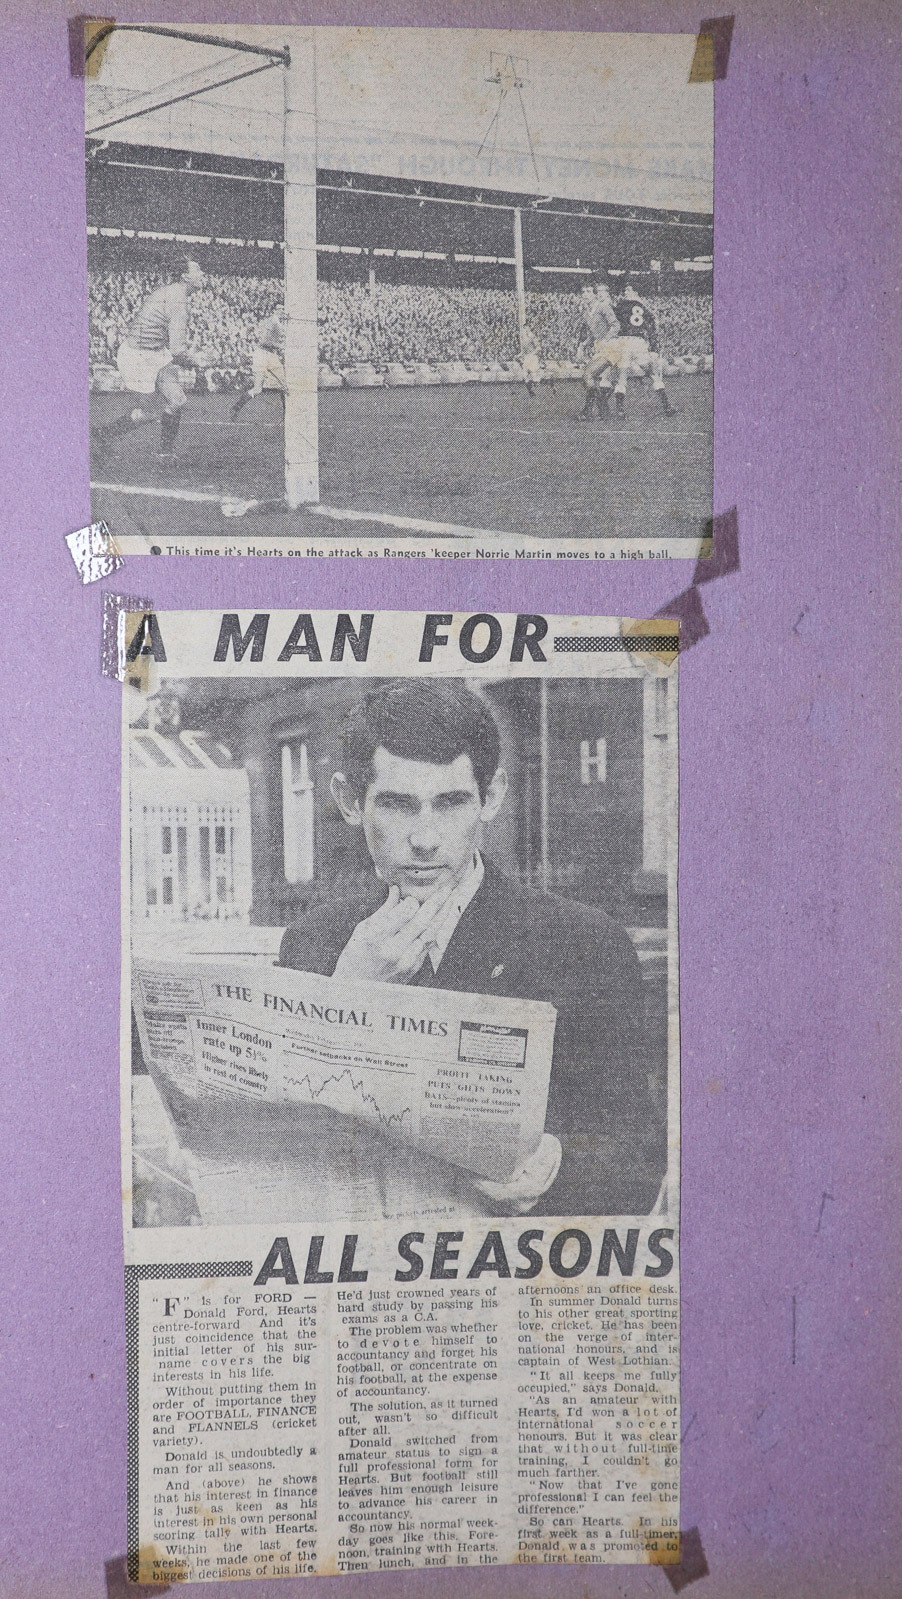 8
This time it's Hearts on the attack as Rangers 'keeper Norrie Martin moves to a high ball.
A MAN FOR
H
THE FINANCIAL TIMES
Inner London
rate up 5½%
Higher rises likely
in rest of country
Further setbacks on Wall Street
PROFIT TAKING
PUTS GILTS DOWN
BATS—plenty of stamina
but slow acceleration?
ALL SEASONS
"F" is for FORD —
Donald Ford, Hearts
centre-forward And it's
just coincidence that the
initial letter of his sur-
name covers the big
interests in his life.
Without putting them in
order of importance they
are FOOTBALL, FINANCE
and FLANNELS (cricket
variety).
Donald is undoubtedly a
man for all seasons.
And (above) he shows
that his interest in finance
is just as keen as his
interest in his own personal
scoring tally with Hearts.
Within the last few
weeks, he made one of the
biggest decisions of his life.
He'd just crowned years of
hard study by passing his
exams as a C.A.
The problem was whether
to devote himself to
accountancy and forget his
football, or concentrate on
his football, at the expense
of accountancy.
The solution, as it turned
out, wasn't so difficult
after all.
Donald switched from
amateur status to sign a
full professional form for
Hearts. But football still
leaves him enough leisure
to advance his career in
accountancy.
So now his normal week-
day goes like this. Fore-
noon, training with Hearts.
Then lunch, and in the
afternoons an office desk.
In summer Donald turns
to his other great sporting
love, cricket. He has been
on the verge of inter-
national honours, and is
captain of West Lothian.
"It all keeps me fully
occupied," says Donald.
"As an amateur with
Hearts, I'd won a lot of
international soccer
honours. But it was clear
that without full-time
training, I couldn't go
much farther.
"Now that I've gone
professional I can feel the
difference."
So can Hearts. In his
first week as a full-timer,
Donald was promoted to
the first team.